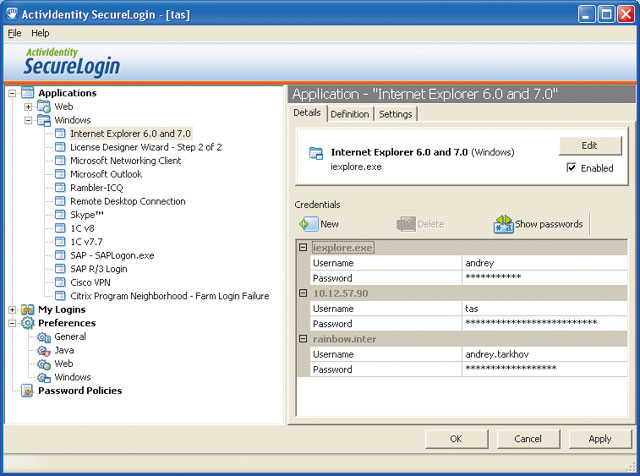 ActivIdentity SecureLogin - [tas]
File Help
ActivIdentity
SecureLogin
Applications
Web
Windows
Internet Explorer 6.0 and 7.0
License Designer Wizard - Step 2 of 2
Microsoft Networking Client
Microsoft Outlook
Rambler-ICQ
Remote Desktop Connection
Skype™
1C v8
1C v7.7
SAP - SAPLogon.exe
SAP R/3 Login
Cisco VPN
Citrix Program Neighborhood - Farm Login Failure
My Logins
Preferences
General
Java
Web
Windows
Password Policies
Application - "Internet Explorer 6.0 and 7.0"
Details Definition Settings
Internet Explorer 6.0 and 7.0 (Windows)
iexplore.exe
Edit
Enabled
Credentials
New Delete Show passwords
iexplore.exe
Username andrey
Password ***********
10.12.57.90
Username tas
Password **************************
rainbow.inter
Username andrey.tarkhov
Password ******************
OK Cancel Apply